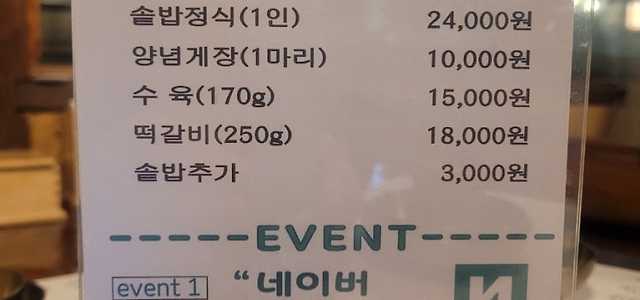 솥밥정식(1인) 24,000원
양념게장(1마리) 10,000원
수 육(170g) 15,000원
떡갈비(250g) 18,000원
솥밥추가 3,000원
-----EVENT-----
event 1 “네이버